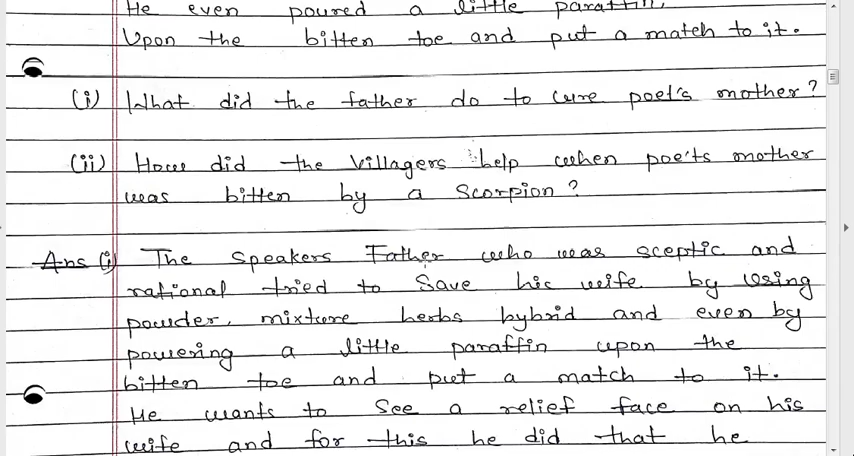 He even poured a little paraffin,
Upon the bitten toe and put a match to it.
(i) What did the father do to cure poet's mother?
(ii) How did the villagers help when poet's mother
was bitten by a scorpion?
Ans (i) The Speakers Father who was sceptic and
rational tried to Save his wife by Using
powder, mixture herbs hybrid and even by
powering a little paraffin upon the
bitten toe and put a match to it.
He wants to See a relief face on his
wife and for this he did that he